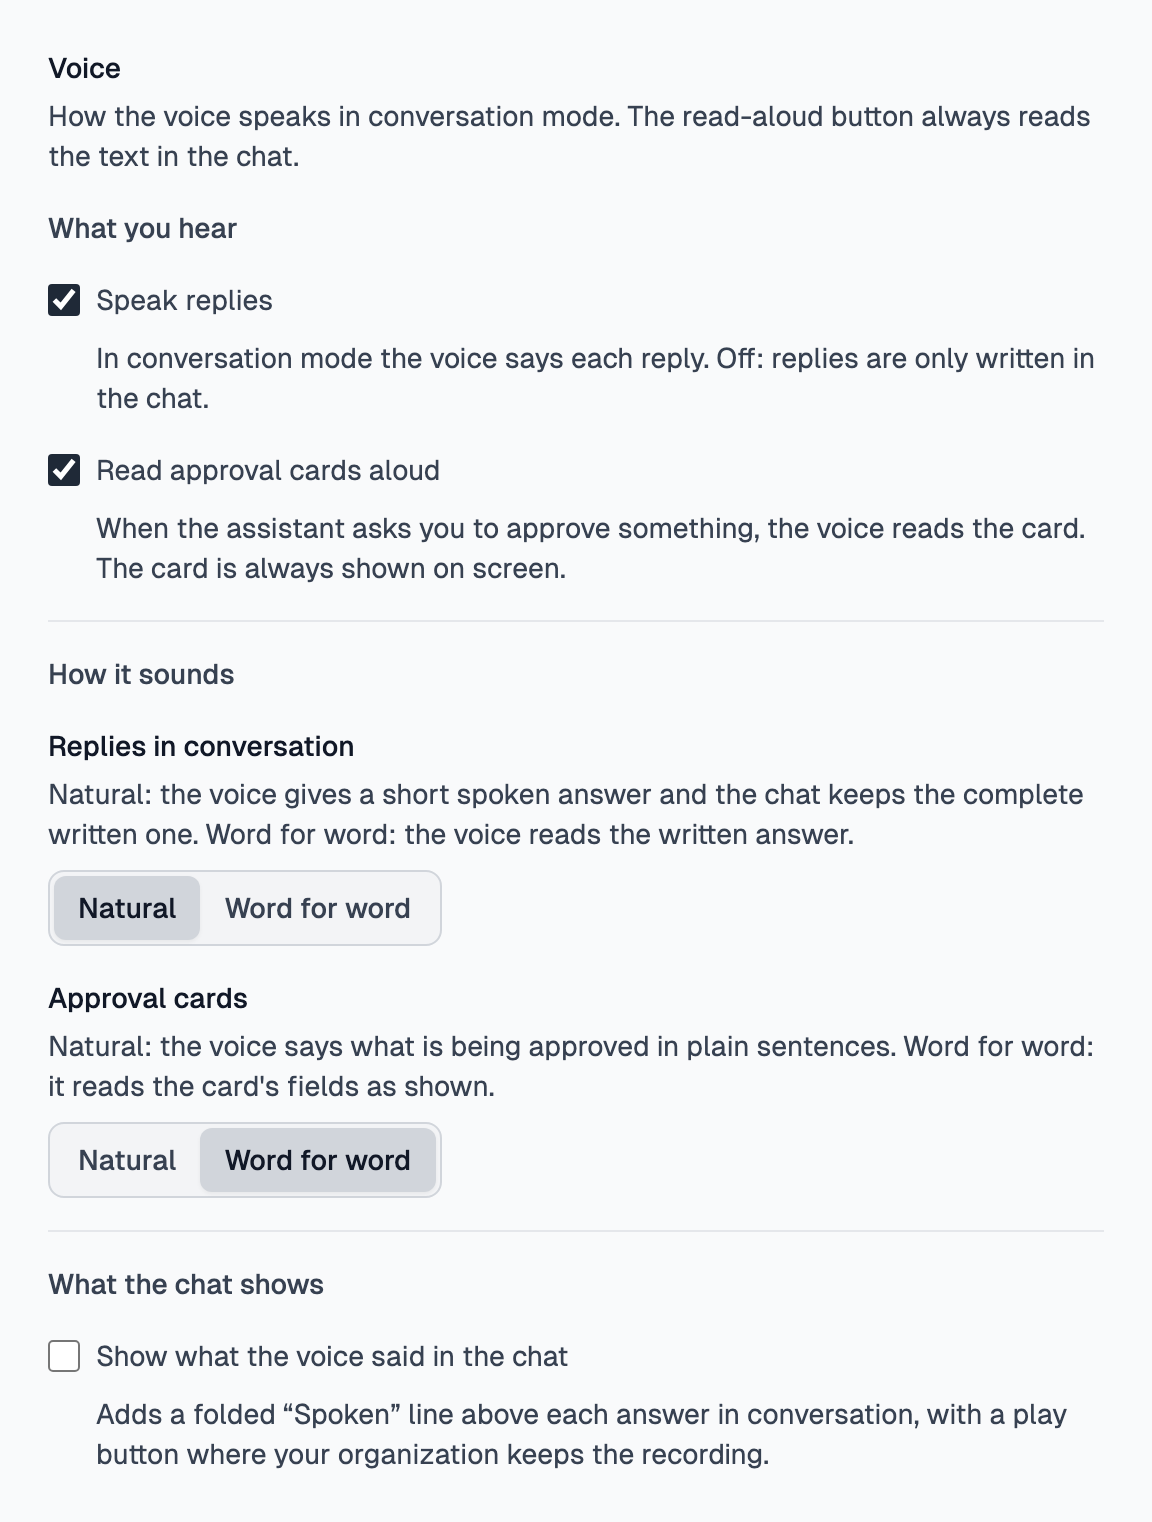 Voice
How the voice speaks in conversation mode. The read-aloud button always reads
the text in the chat.
What you hear
Speak replies
In conversation mode the voice says each reply. Off: replies are only written in
the chat.
Read approval cards aloud
When the assistant asks you to approve something, the voice reads the card.
The card is always shown on screen.
How it sounds
Replies in conversation
Natural: the voice gives a short spoken answer and the chat keeps the complete
written one. Word for word: the voice reads the written answer.
Natural Word for word
Approval cards
Natural: the voice says what is being approved in plain sentences. Word for word:
it reads the card's fields as shown.
Natural Word for word
What the chat shows
Show what the voice said in the chat
Adds a folded “Spoken” line above each answer in conversation, with a play
button where your organization keeps the recording.